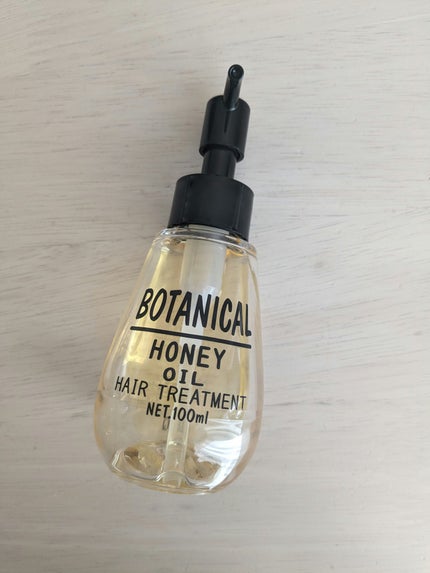 BOTANICAL
HONEY
OIL
HAIR TREATMENT
NET.100ml